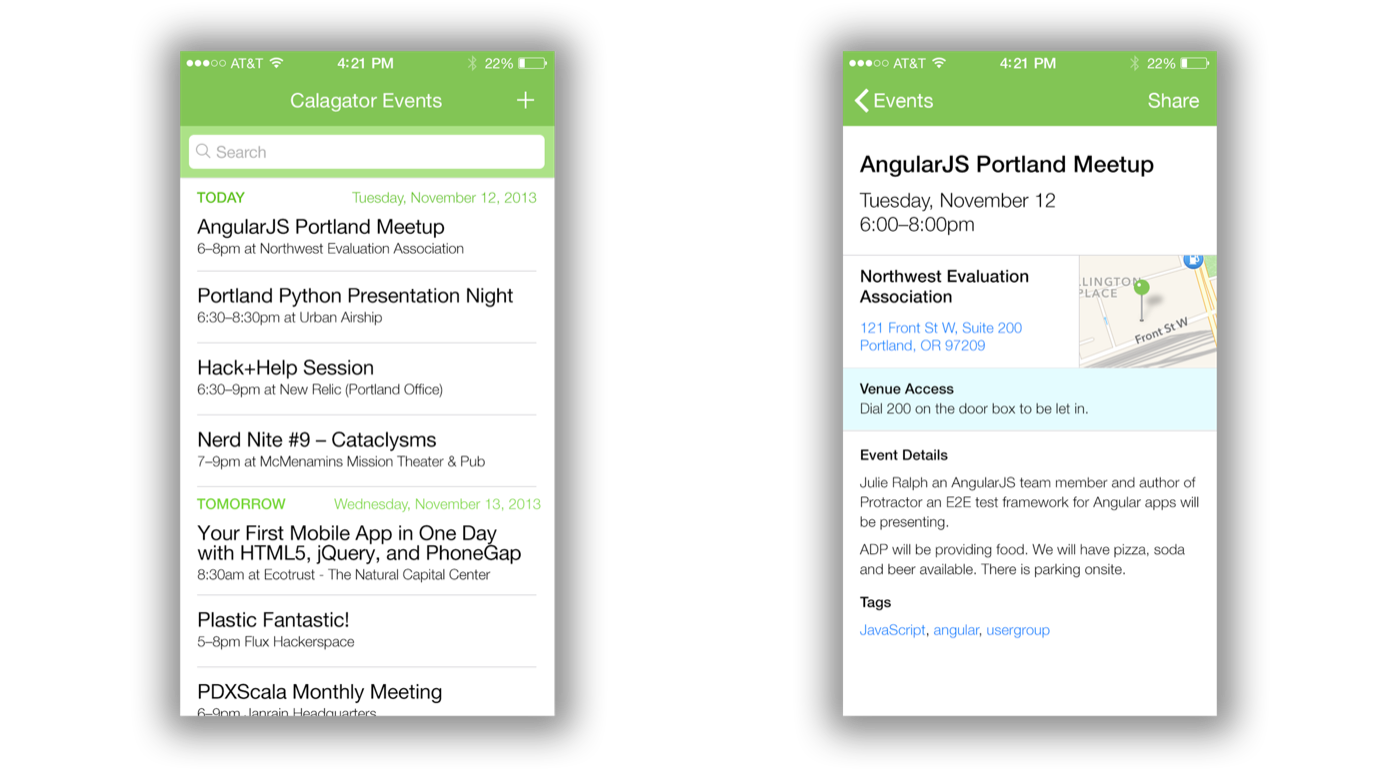 AT&T 4:21 PM 22%
Calagator Events +
Search
TODAY Tuesday, November 12, 2013
AngularJS Portland Meetup
6–8pm at Northwest Evaluation Association
Portland Python Presentation Night
6:30–8:30pm at Urban Airship
Hack+Help Session
6:30–9pm at New Relic (Portland Office)
Nerd Nite #9 – Cataclysms
7–9pm at McMenamins Mission Theater & Pub
TOMORROW Wednesday, November 13, 2013
Your First Mobile App in One Day
with HTML5, jQuery, and PhoneGap
8:30am at Ecotrust - The Natural Capital Center
Plastic Fantastic!
5–8pm Flux Hackerspace
PDXScala Monthly Meeting
6–9pm Janrain Headquarters
AT&T 4:21 PM 22%
Events Share
AngularJS Portland Meetup
Tuesday, November 12
6:00–8:00pm
Northwest Evaluation
Association
121 Front St W, Suite 200
Portland, OR 97209
LLINGTON
PLACE
Front St W
Venue Access
Dial 200 on the door box to be let in.
Event Details
Julie Ralph an AngularJS team member and author of
Protractor an E2E test framework for Angular apps will
be presenting.
ADP will be providing food. We will have pizza, soda
and beer available. There is parking onsite.
Tags
JavaScript, angular, usergroup